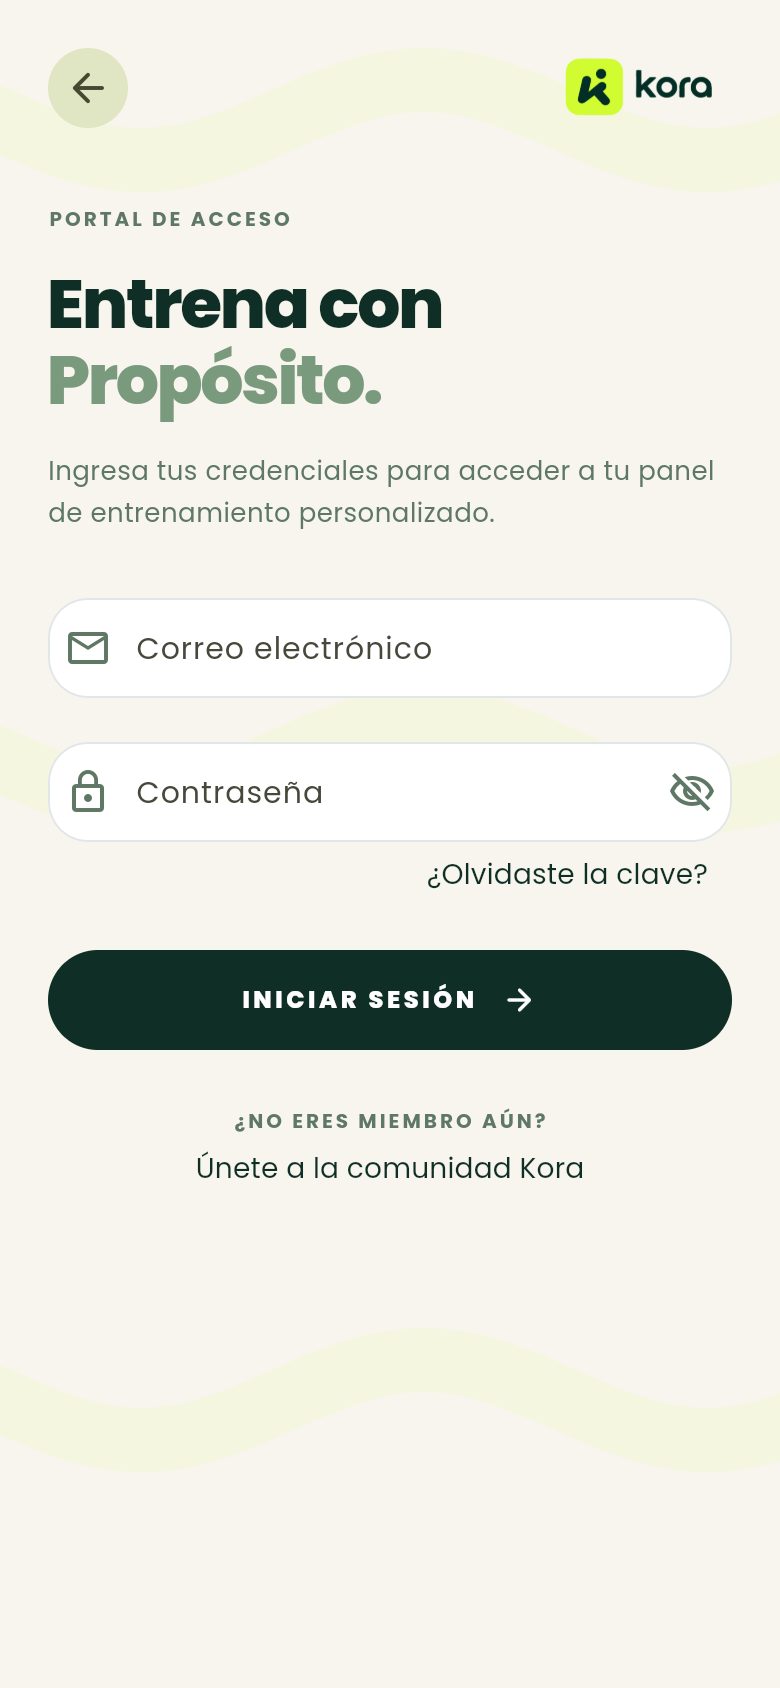 kora
PORTAL DE ACCESO
Entrena con
Propósito.
Ingresa tus credenciales para acceder a tu panel
de entrenamiento personalizado.
Correo electrónico
Contraseña
¿Olvidaste la clave?
INICIAR SESIÓN
¿NO ERES MIEMBRO AÚN?
Únete a la comunidad Kora